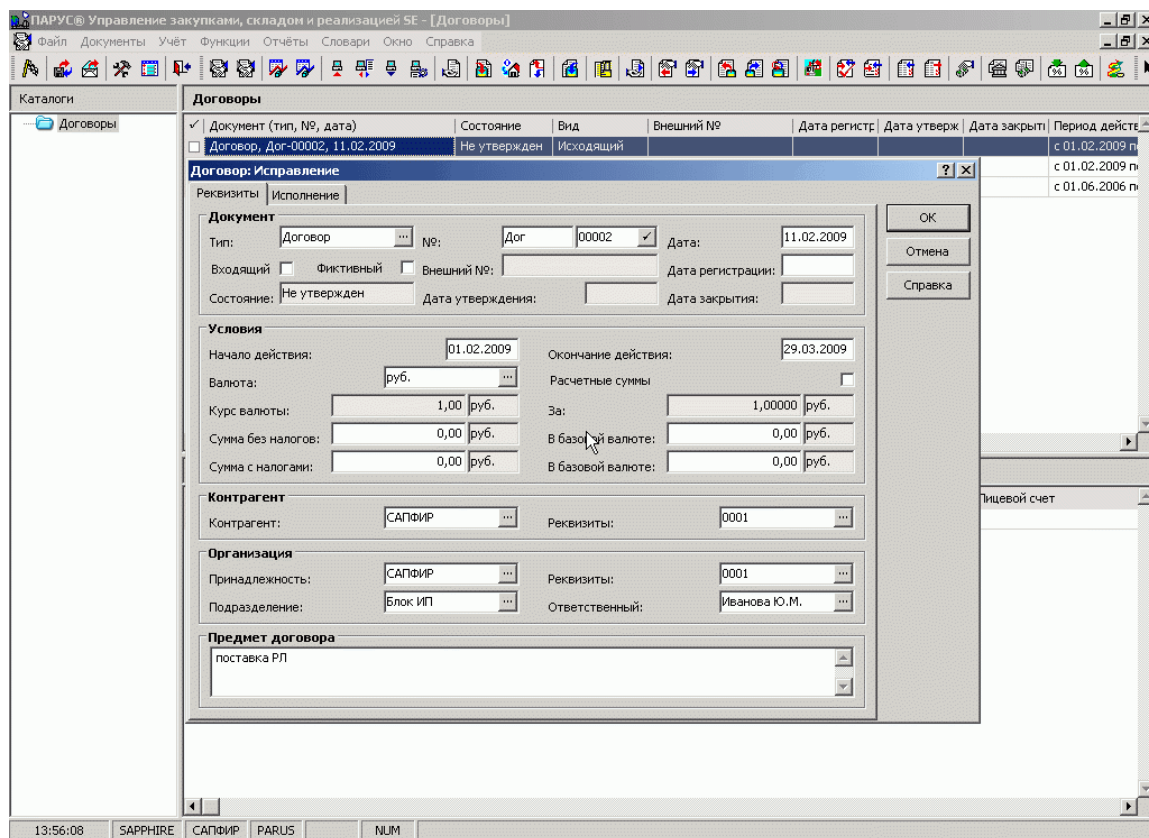 ПАРУС® Управление закупками, складом и реализацией SE - [Договоры]
Файл Документы Учёт Функции Отчёты Словари Окно Справка
Каталоги
Договоры
Договоры
Документ (тип, №, дата) Состояние Вид Внешний № Дата регистр Дата утверж Дата закрыти Период действ
Договор, Дог-00002, 11.02.2009 Не утвержден Исходящий с 01.02.2009 по
с 01.02.2009 по
с 01.06.2006 по
Договор: Исправление
Реквизиты Исполнение
Документ
Тип: Договор ... №: Дог 00002 Дата: 11.02.2009
Входящий Фиктивный Внешний №: Дата регистрации:
Состояние: Не утвержден Дата утверждения: Дата закрытия:
Условия
Начало действия: 01.02.2009 Окончание действия: 29.03.2009
Валюта: руб. ... Расчетные суммы
Курс валюты: 1,00 руб. За: 1,00000 руб.
Сумма без налогов: 0,00 руб. В базовой валюте: 0,00 руб.
Сумма с налогами: 0,00 руб. В базовой валюте: 0,00 руб.
Контрагент
Контрагент: САПФИР ... Реквизиты: 0001 ...
Организация
Принадлежность: САПФИР ... Реквизиты: 0001 ...
Подразделение: Блок ИП ... Ответственный: Иванова Ю.М. ...
Предмет договора
поставка РЛ
OK
Отмена
Справка
Лицевой счет
13:56:08 SAPPHIRE САПФИР PARUS NUM